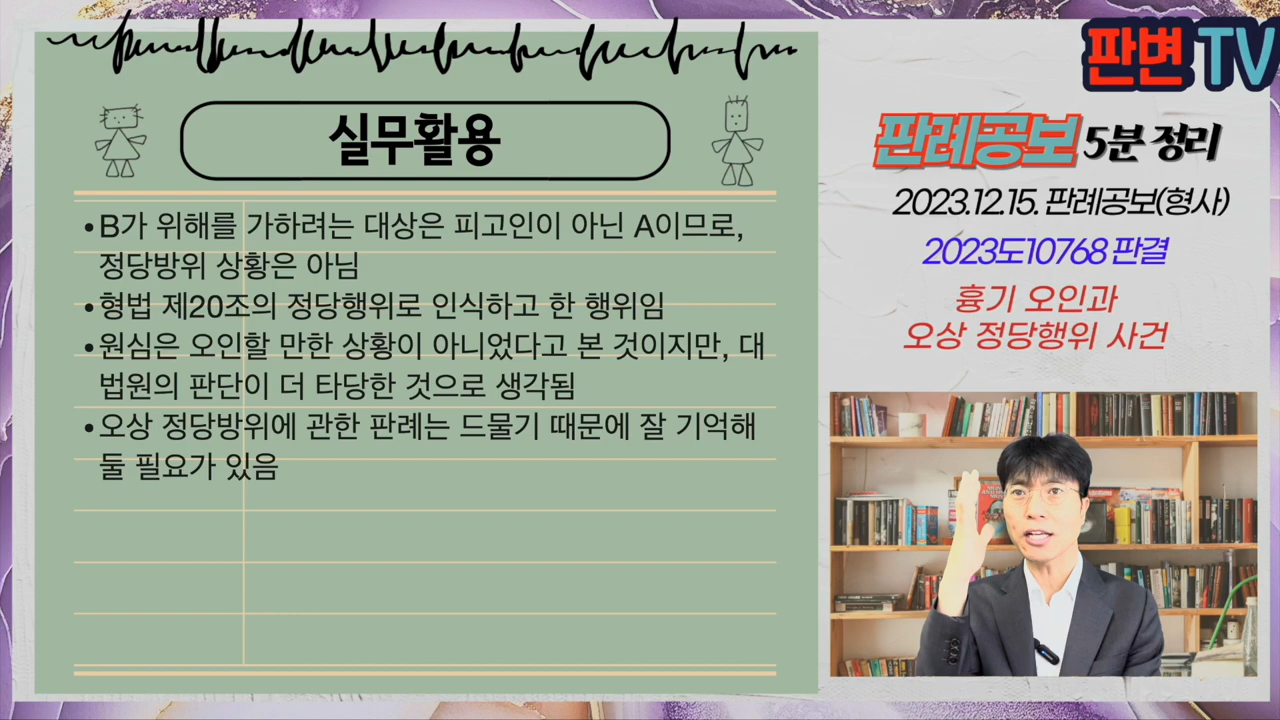 실무활용
•B가 위해를 가하려는 대상은 피고인이 아닌 A이므로,
정당방위 상황은 아님
•형법 제20조의 정당행위로 인식하고 한 행위임
•원심은 오인할 만한 상황이 아니었다고 본 것이지만, 대
법원의 판단이 더 타당한 것으로 생각됨
•오상 정당방위에 관한 판례는 드물기 때문에 잘 기억해
둘 필요가 있음
판변 TV
판례공보 5분 정리
2023.12.15. 판례공보(형사)
2023도10768 판결
흉기 오인과
오상 정당행위 사건